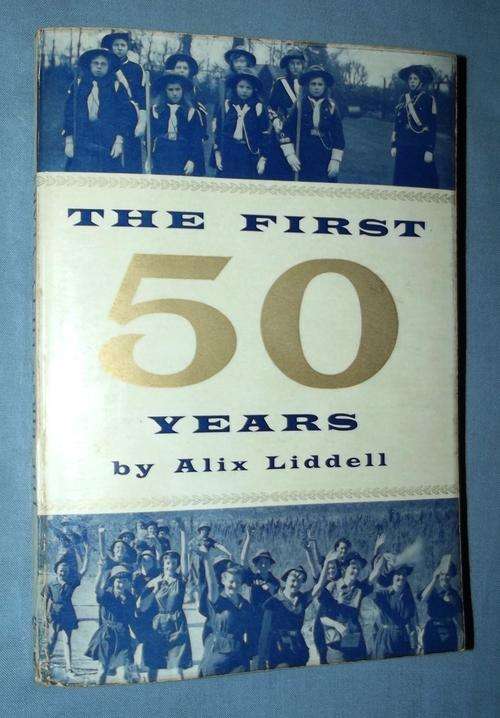 THE FIRST
50
YEARS
by Alix Liddell